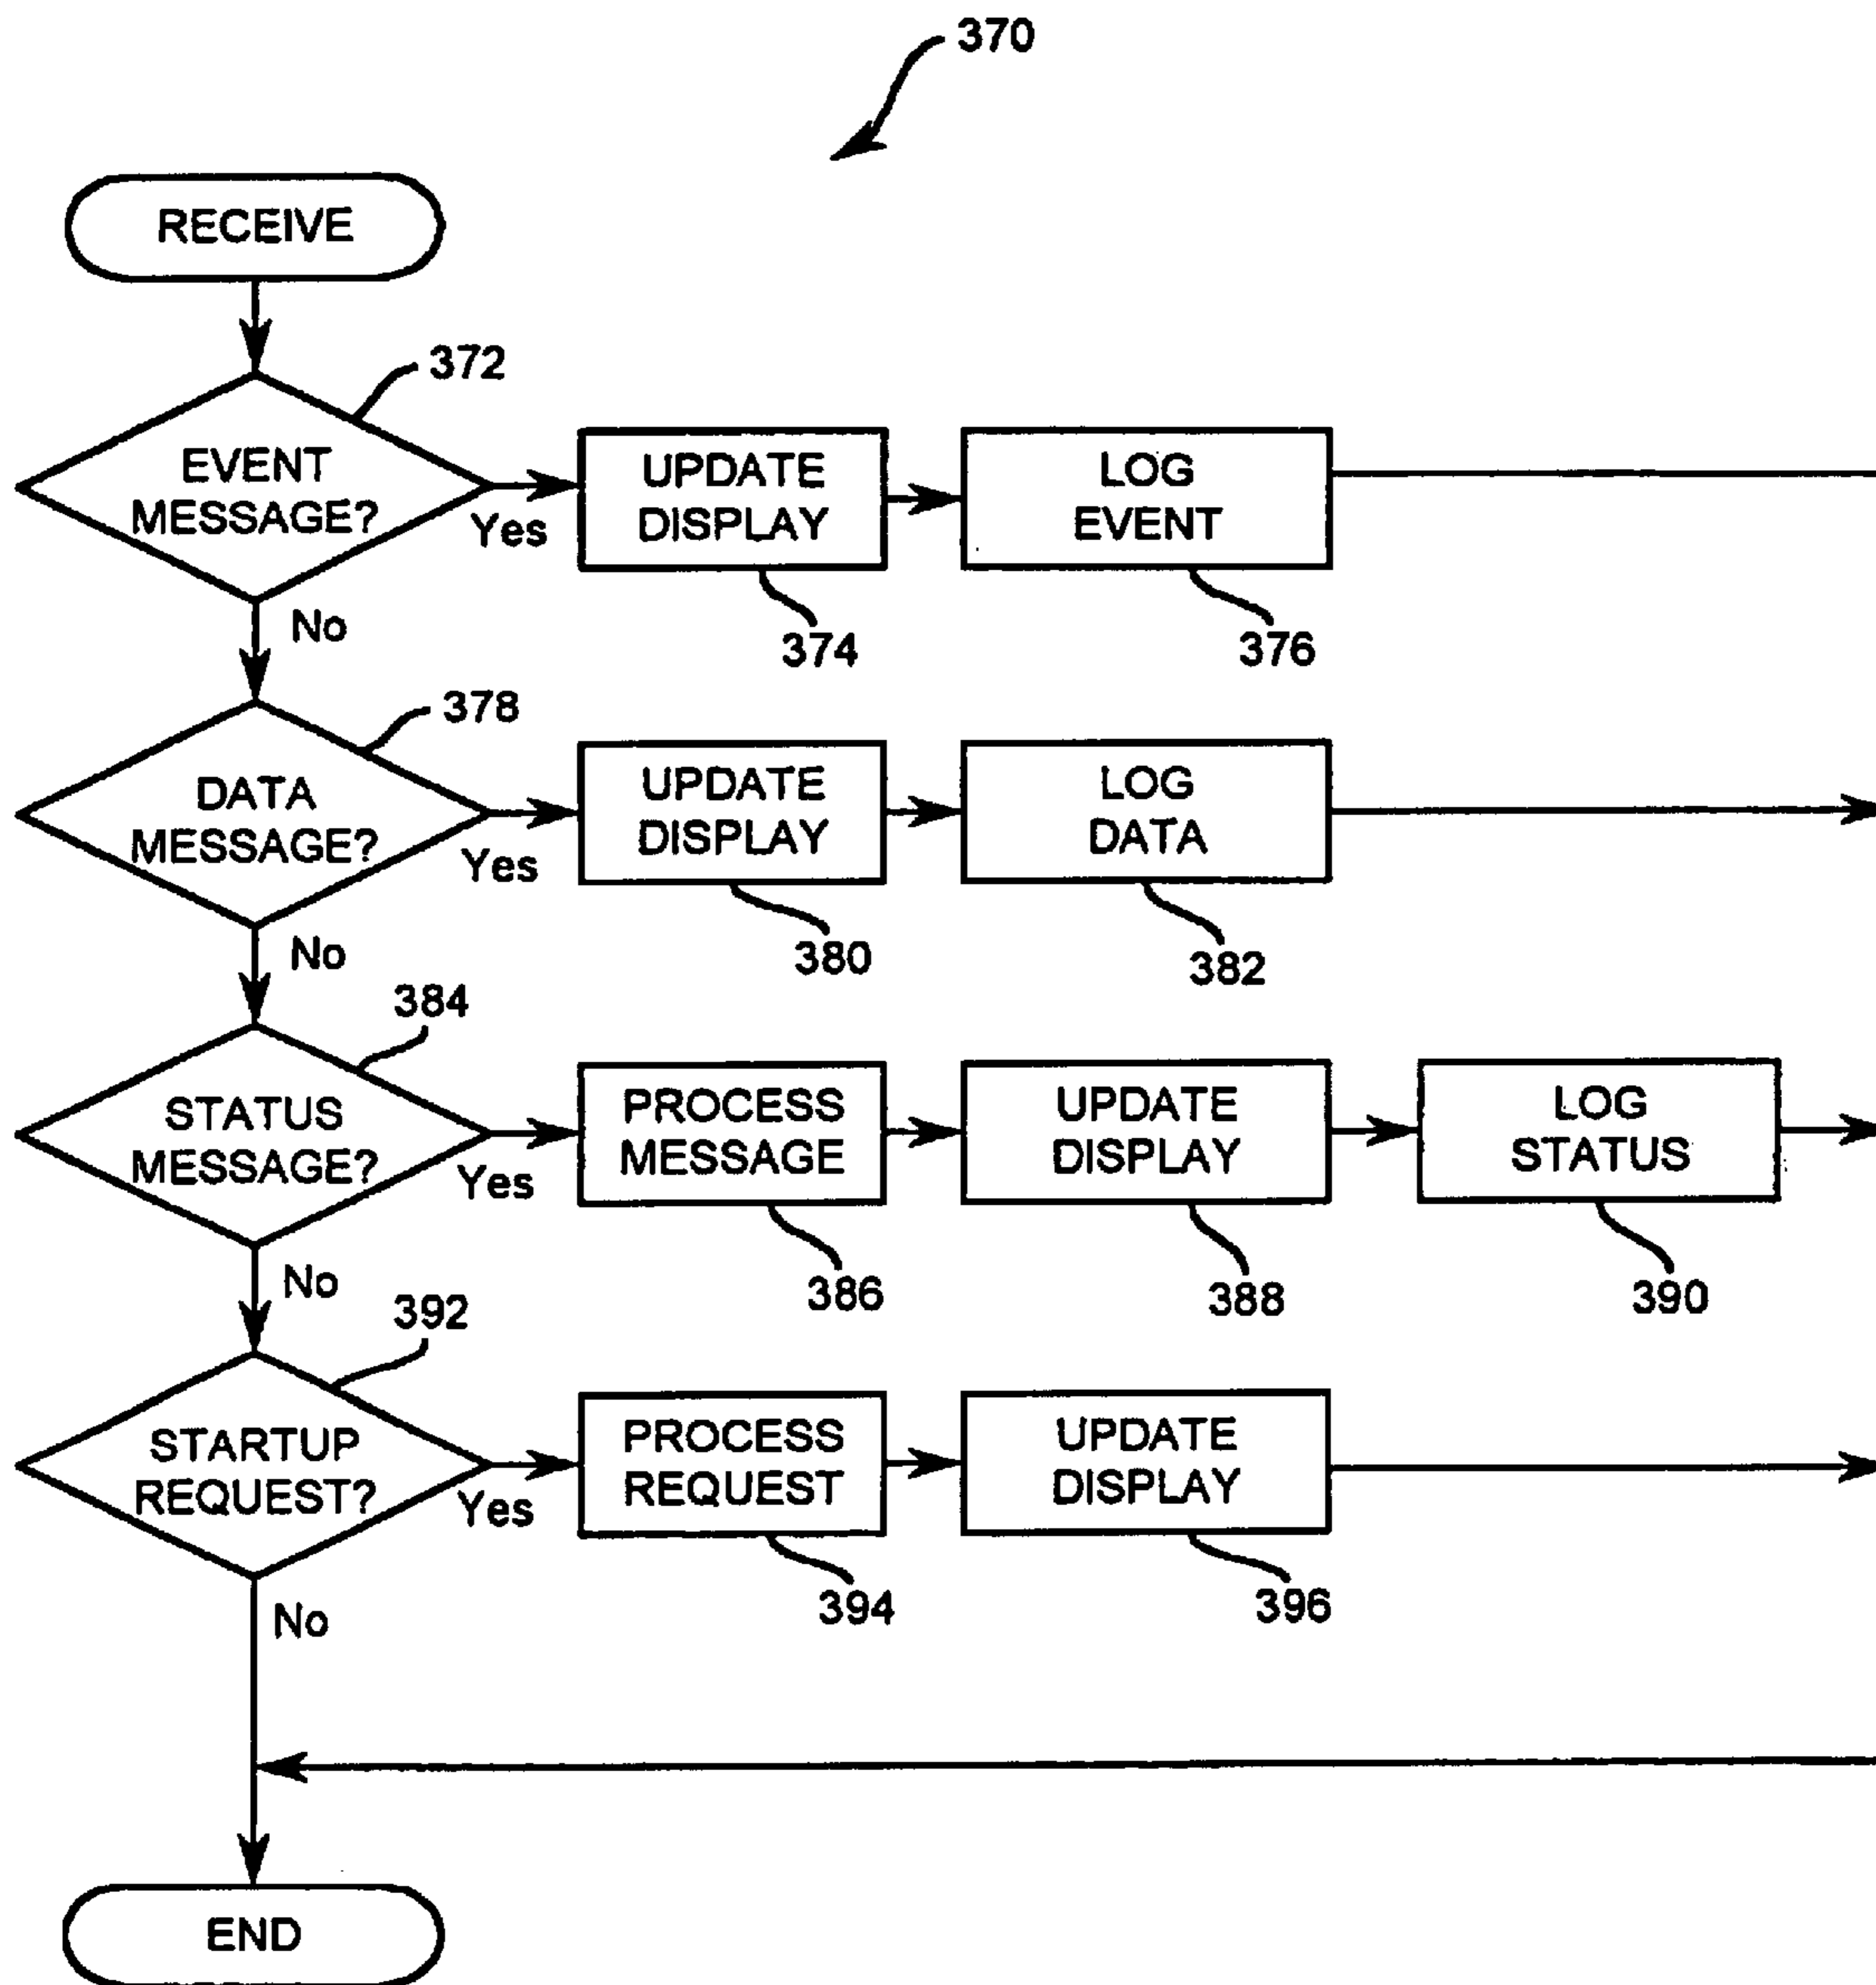 370
RECEIVE
372
EVENT
MESSAGE?
Yes
UPDATE
DISPLAY
374
LOG
EVENT
376
No
378
DATA
MESSAGE?
Yes
UPDATE
DISPLAY
380
LOG
DATA
382
No
384
STATUS
MESSAGE?
Yes
PROCESS
MESSAGE
386
UPDATE
DISPLAY
388
LOG
STATUS
390
No
392
STARTUP
REQUEST?
Yes
PROCESS
REQUEST
394
UPDATE
DISPLAY
396
No
END